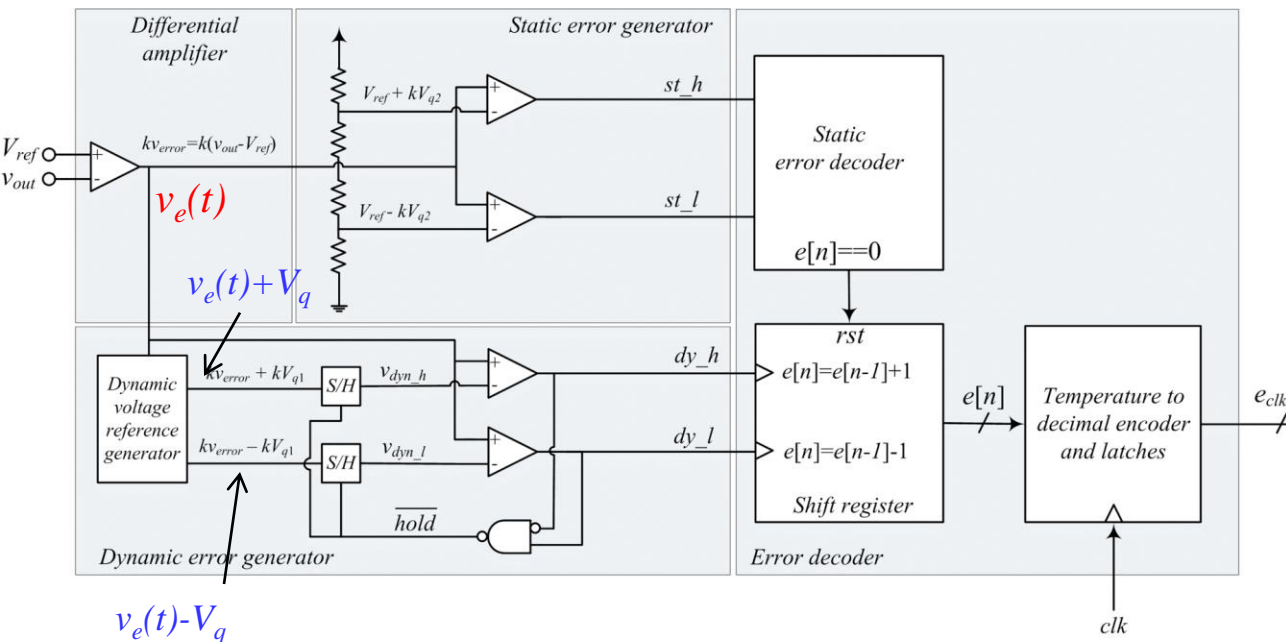 Differential
amplifier
Static error generator
V_ref + kV_q2
st_h
V_ref
v_out
+
-
kv_error=k(v_out-V_ref)
+
-
Static
error decoder
v_e(t)
V_ref - kV_q2
+
-
st_l
e[n]==0
v_e(t)+V_q
rst
Dynamic
voltage
reference
generator
kv_error + kV_q1
S/H
v_dyn_h
+
-
dy_h
e[n]=e[n-1]+1
e[n]
Temperature to
decimal encoder
and latches
e_clk
kv_error - kV_q1
S/H
v_dyn_l
+
-
dy_l
e[n]=e[n-1]-1
hold
Shift register
Dynamic error generator
Error decoder
v_e(t)-V_q
clk